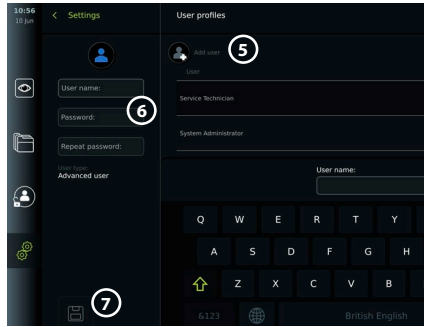 10:56
10 Jun
< Settings
User profiles
Add user
5
User
User name:
Service Technician
6
Password:
System Administrator
Repeat password:
User type:
Advanced user
User name:
Q W E R T Y
A S D F G H
Z X C V B
7
&123
British English